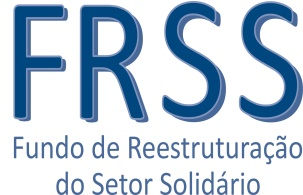 FRSS
Fundo de Reestruturação
do Setor Solidário